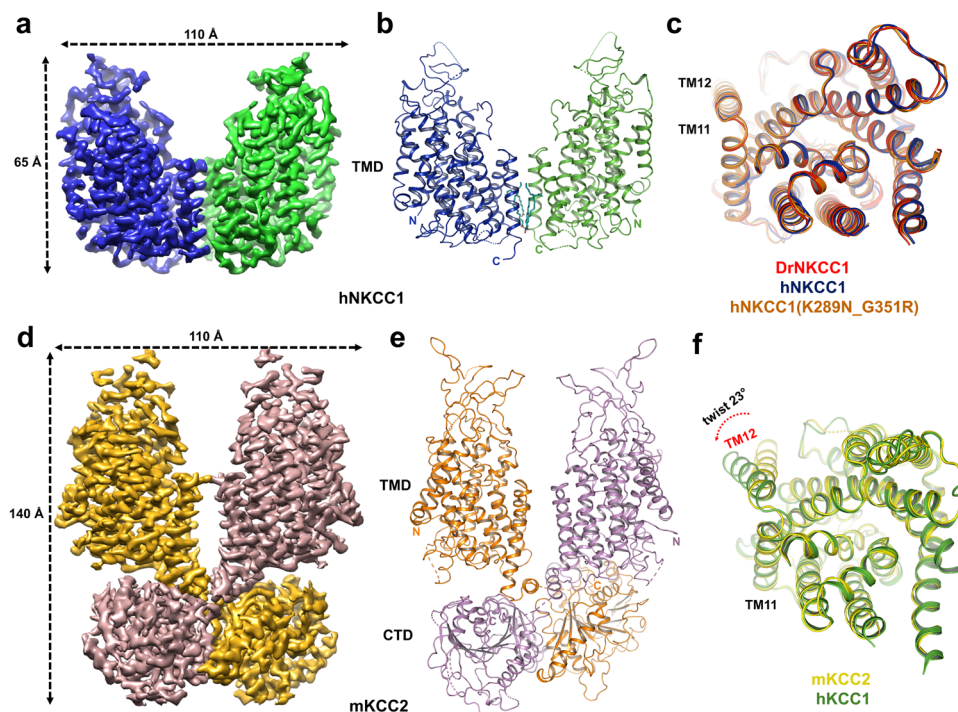 a
110 Å
65 Å
b
TMD
N
C
C
N
hNKCC1
c
TM12
TM11
DrNKCC1
hNKCC1
hNKCC1(K289N_G351R)
d
110 Å
140 Å
e
TMD
N
N
C
C
CTD
mKCC2
f
twist 23°
TM12
TM11
mKCC2
hKCC1